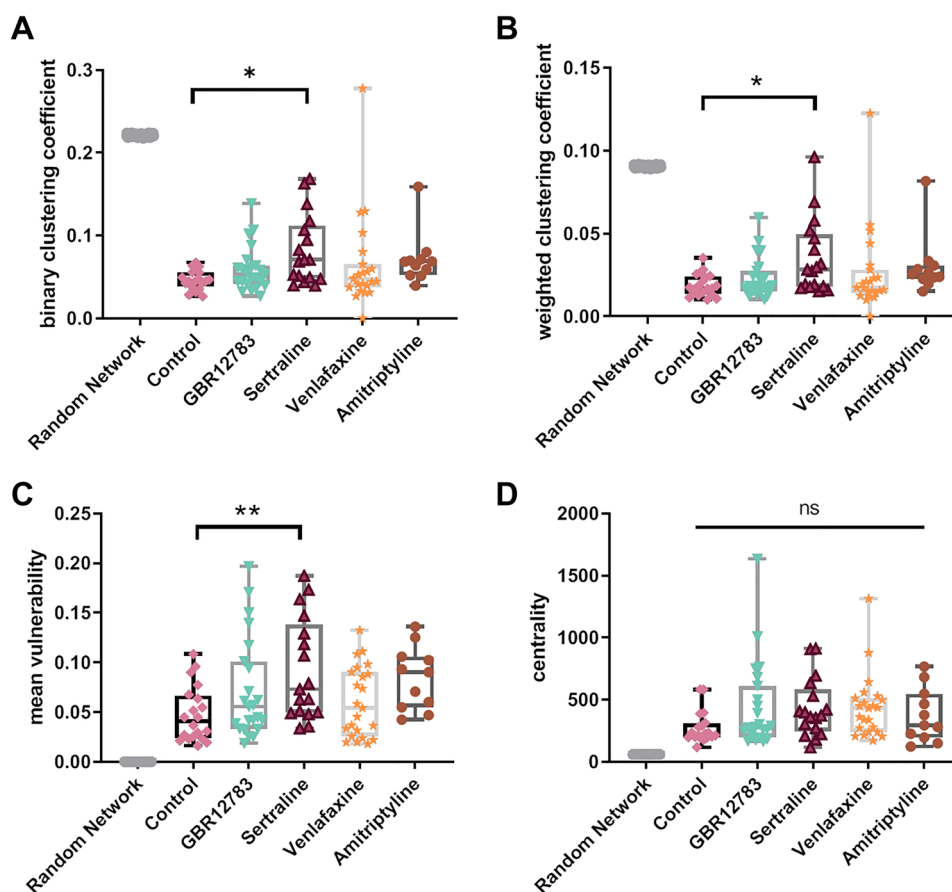 A
binary clustering coefficient
0.3
0.2
0.1
0.0
*
Random Network
Control
GBR12783
Sertraline
Venlafaxine
Amitriptyline
B
weighted clustering coefficient
0.15
0.10
0.05
0.00
*
Random Network
Control
GBR12783
Sertraline
Venlafaxine
Amitriptyline
C
mean vulnerability
0.25
0.20
0.15
0.10
0.05
0.00
**
Random Network
Control
GBR12783
Sertraline
Venlafaxine
Amitriptyline
D
centrality
2000
1500
1000
500
0
ns
Random Network
Control
GBR12783
Sertraline
Venlafaxine
Amitriptyline